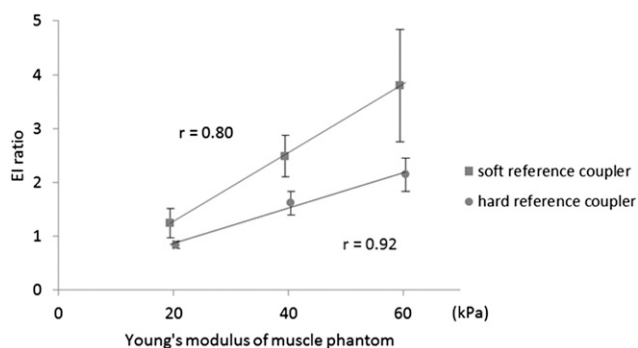 5
4
3
2
1
0
EI ratio
r = 0.80
r = 0.92
soft reference coupler
hard reference coupler
0 20 40 60 (kPa)
Young's modulus of muscle phantom